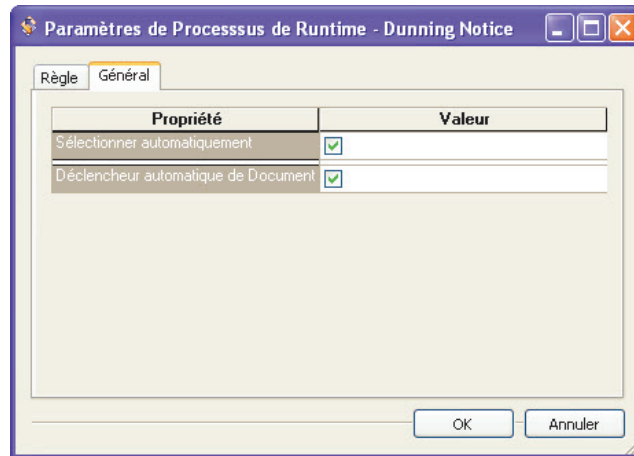 Paramètres de Processsus de Runtime - Dunning Notice
Règle Général
Propriété Valeur
Sélectionner automatiquement
Déclencheur automatique de Document
OK Annuler